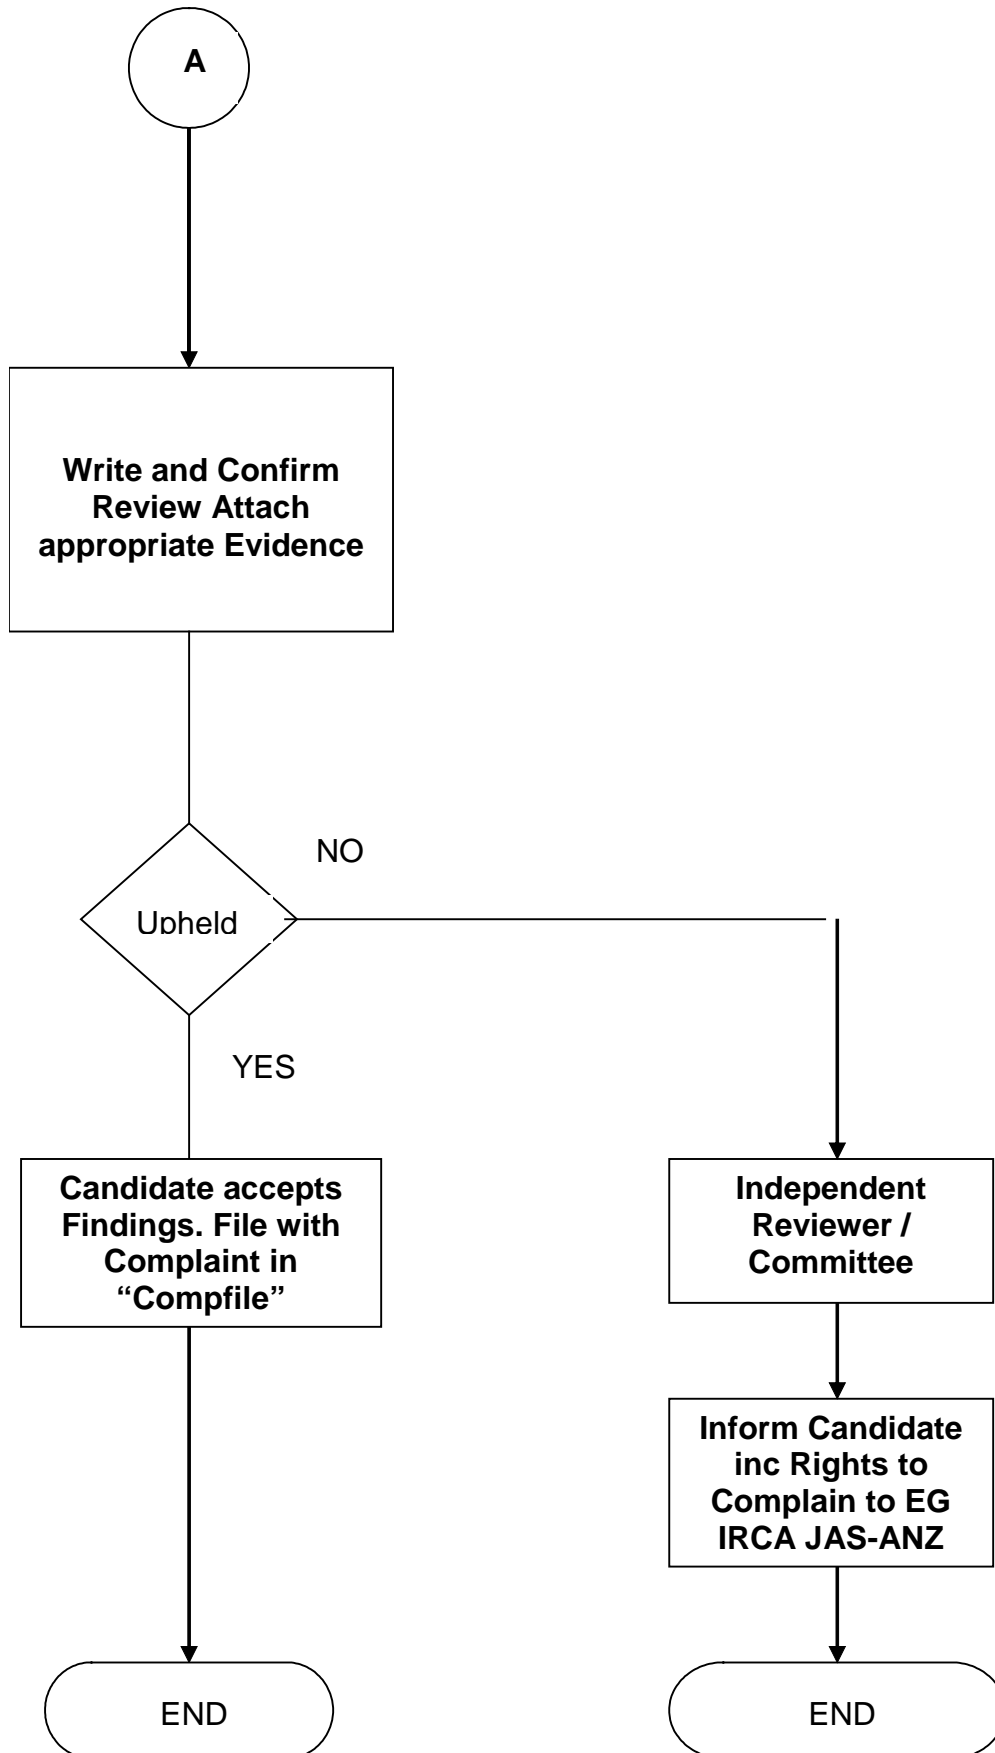 A
Write and Confirm
Review Attach
appropriate Evidence
NO
Upheld
YES
Candidate accepts
Findings. File with
Complaint in
“Compfile”
Independent
Reviewer /
Committee
Inform Candidate
inc Rights to
Complain to EG
IRCA JAS-ANZ
END
END